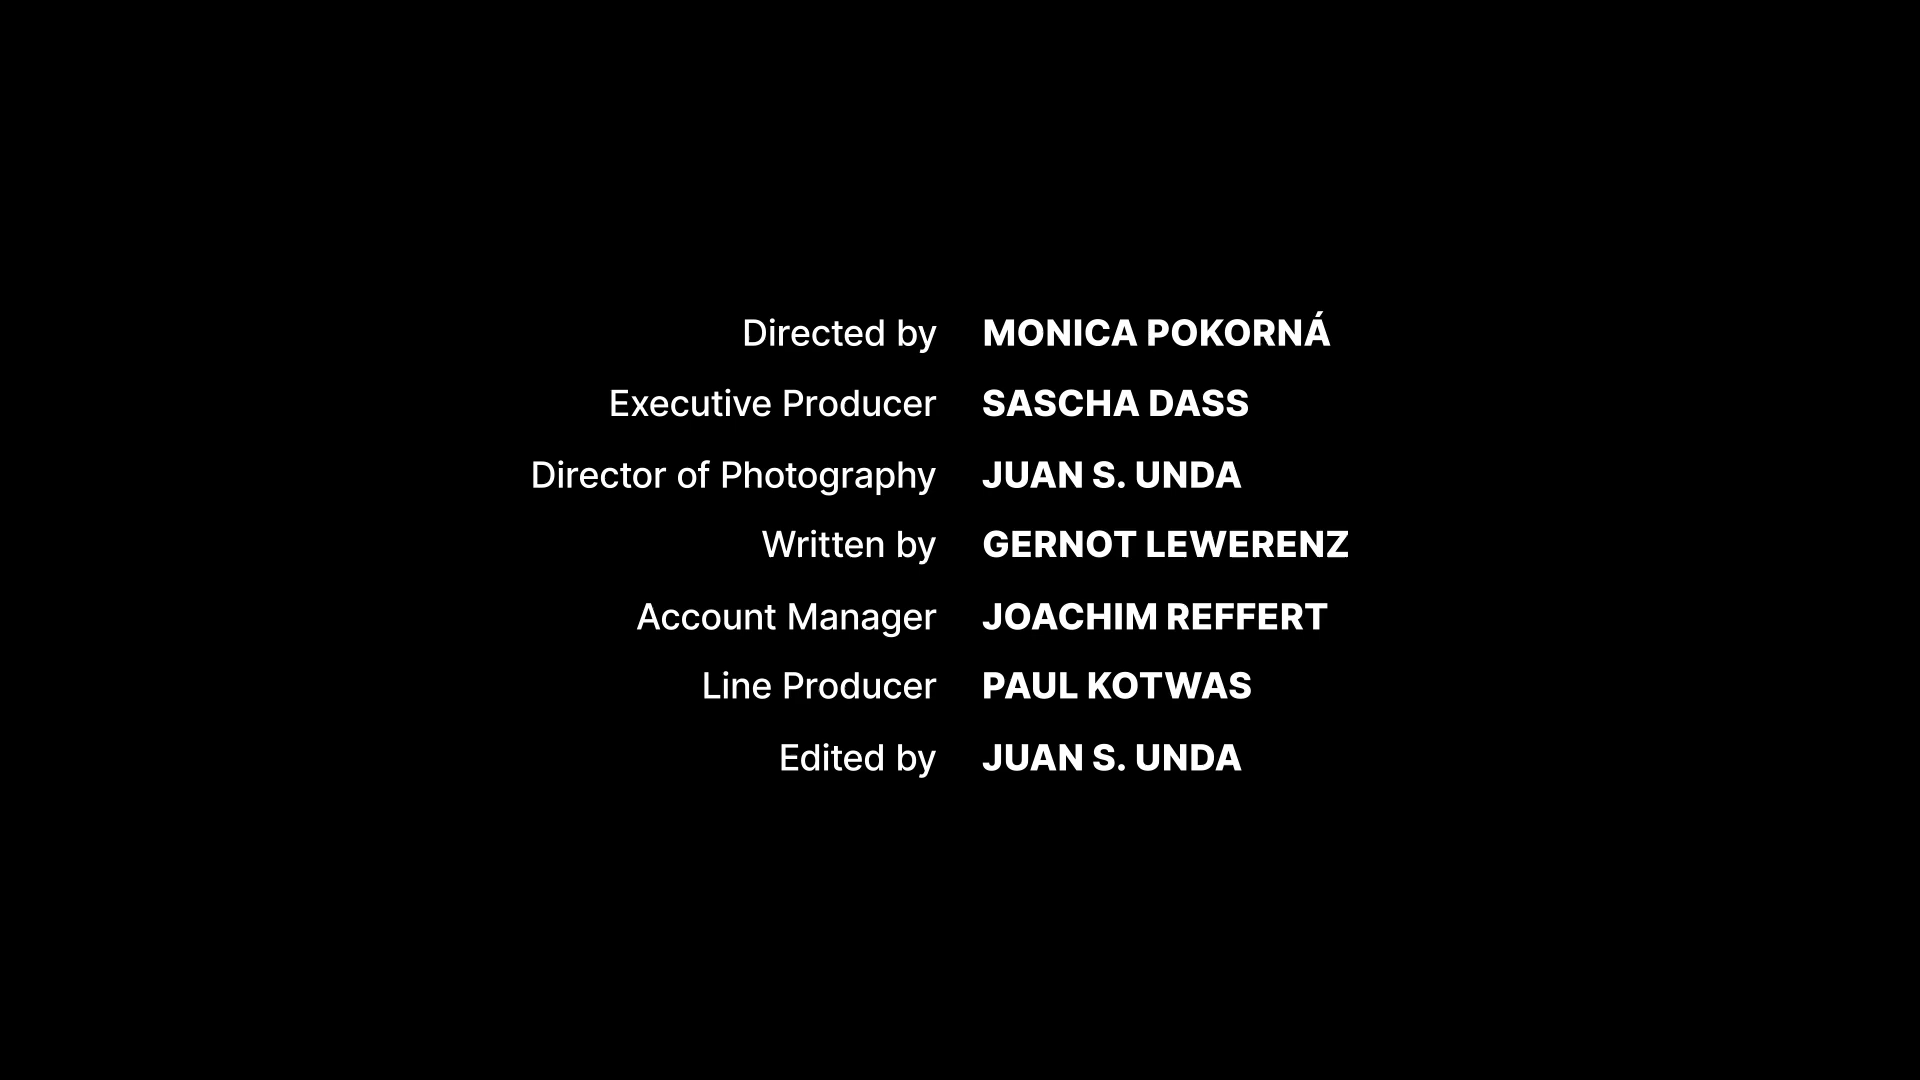 Directed by MONICA POKORNÁ
Executive Producer SASCHA DASS
Director of Photography JUAN S. UNDA
Written by GERNOT LEWERENZ
Account Manager JOACHIM REFFERT
Line Producer PAUL KOTWAS
Edited by JUAN S. UNDA